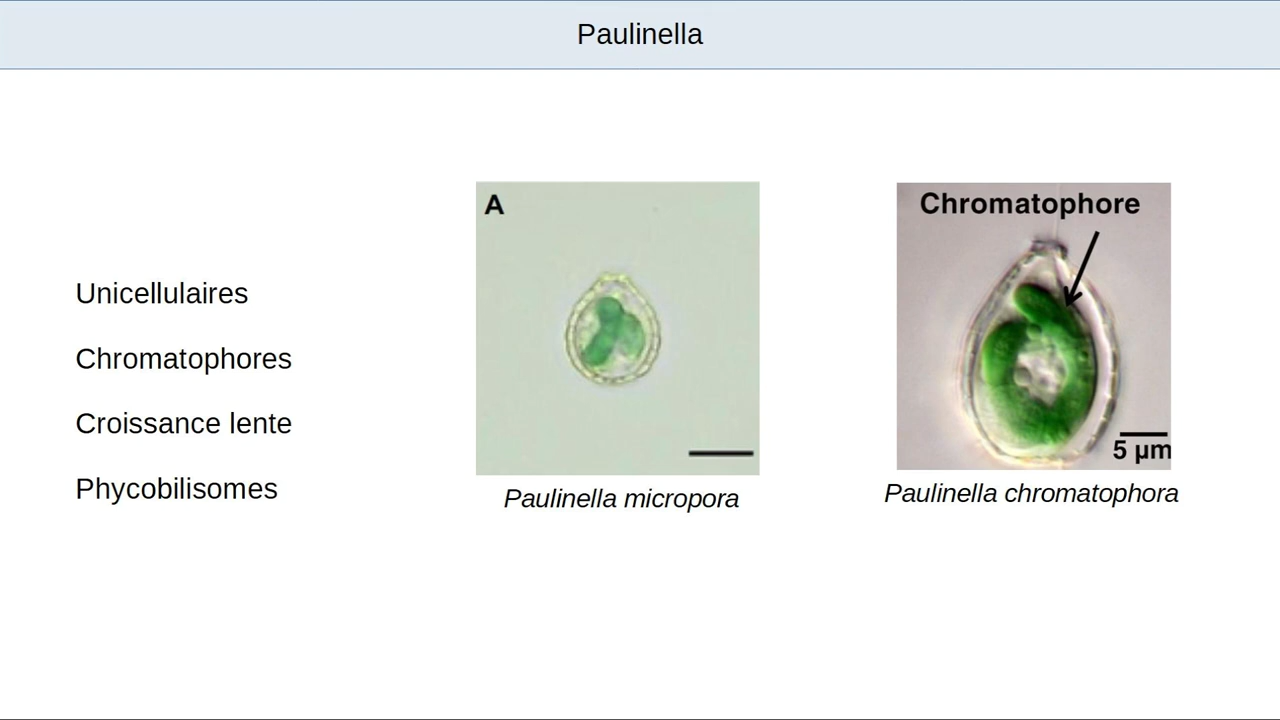 Paulinella
Unicellulaires
Chromatophores
Croissance lente
Phycobilisomes
A
Paulinella micropora
Chromatophore
5 µm
Paulinella chromatophora